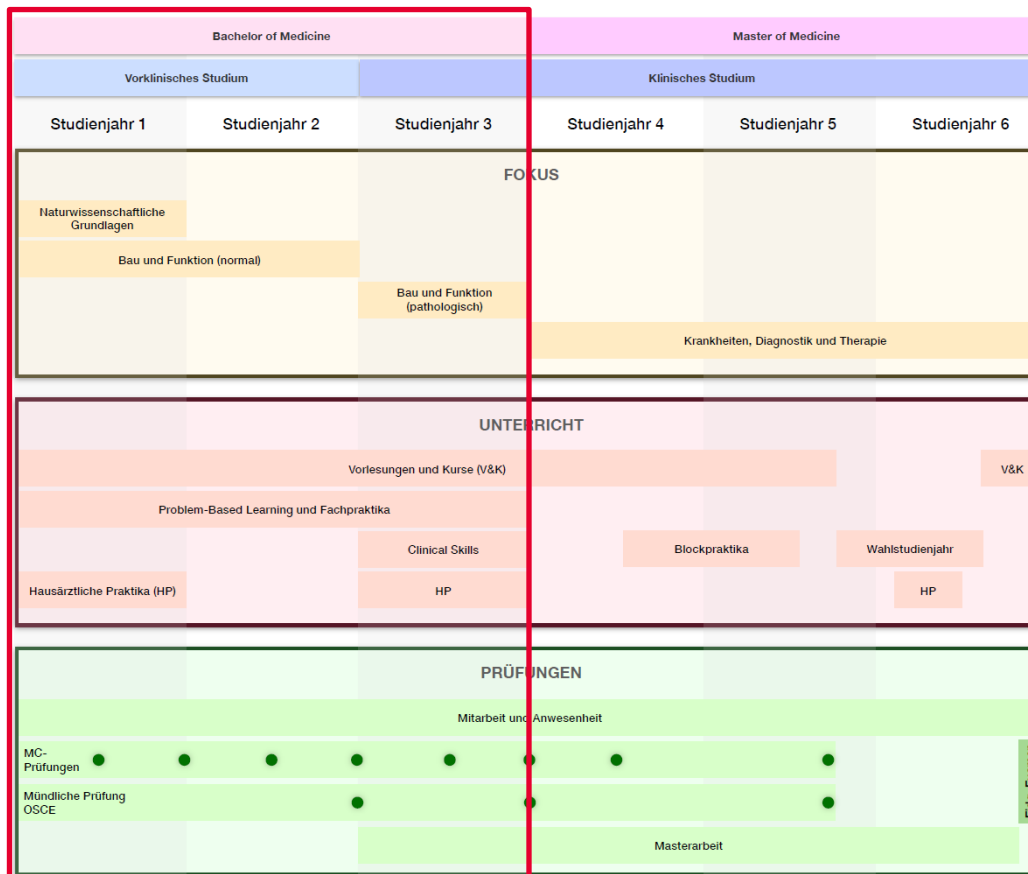 Bachelor of Medicine
Master of Medicine
Vorklinisches Studium
Klinisches Studium
Studienjahr 1
Studienjahr 2
Studienjahr 3
Studienjahr 4
Studienjahr 5
Studienjahr 6
FOKUS
Naturwissenschaftliche
Grundlagen
Bau und Funktion (normal)
Bau und Funktion
(pathologisch)
Krankheiten, Diagnostik und Therapie
UNTERRICHT
Vorlesungen und Kurse (V&K)
V&K
Problem-Based Learning und Fachpraktika
Clinical Skills
Blockpraktika
Wahlstudienjahr
Hausärztliche Praktika (HP)
HP
HP
PRÜFUNGEN
Mitarbeit und Anwesenheit
MC-
Prüfungen
Mündliche Prüfung
OSCE
Masterarbeit